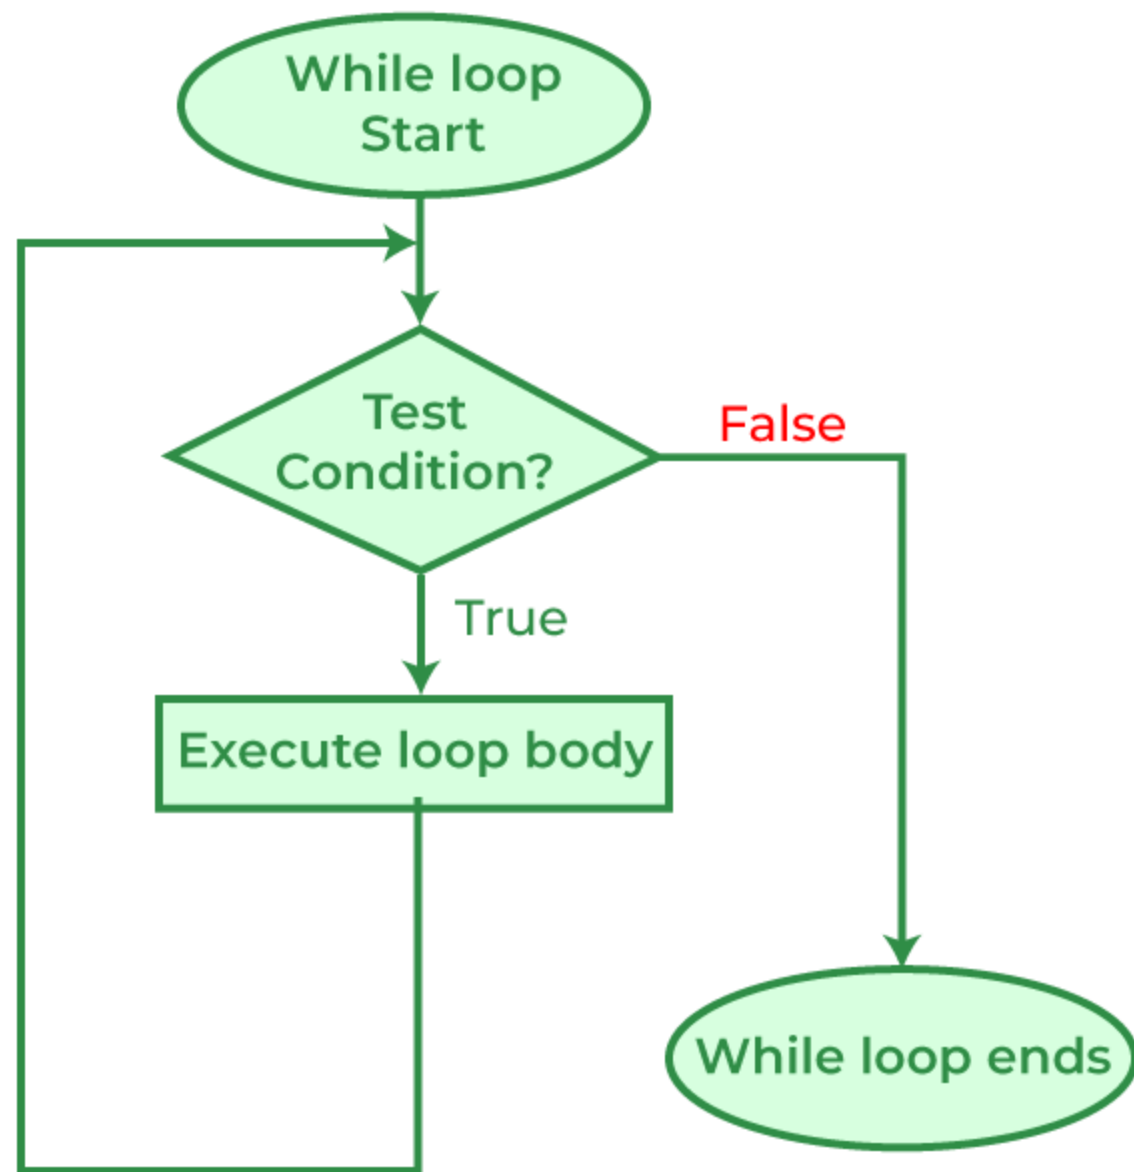 While loop
Start
Test
Condition?
False
True
Execute loop body
While loop ends